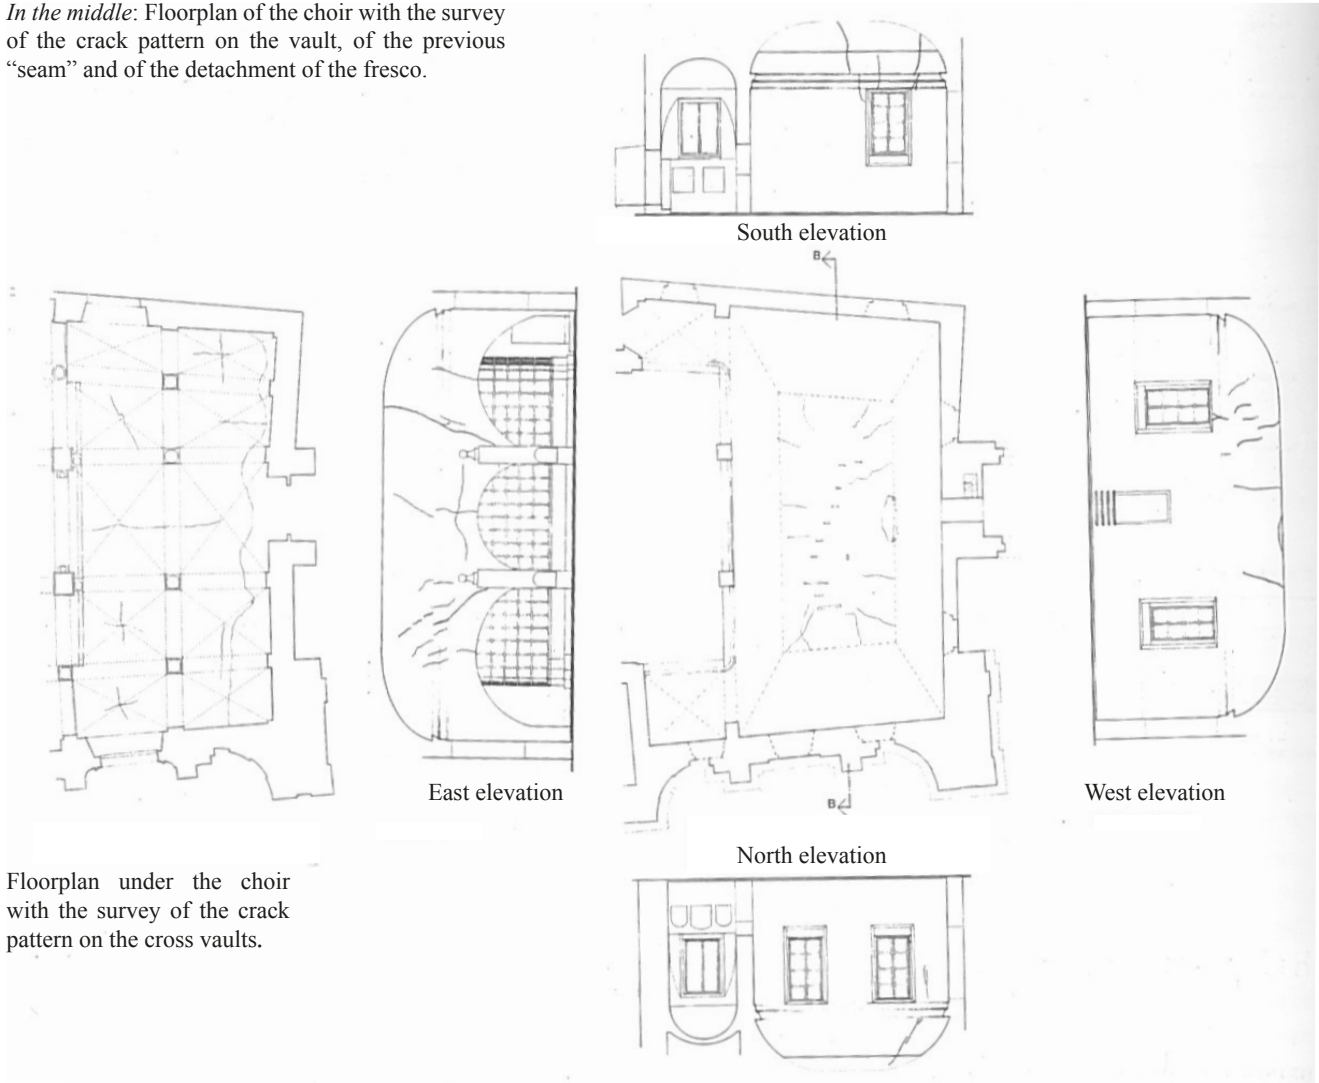 In the middle: Floorplan of the choir with the survey
of the crack pattern on the vault, of the previous
“seam” and of the detachment of the fresco.
South elevation
B
East elevation
B
West elevation
North elevation
Floorplan under the choir
with the survey of the crack
pattern on the cross vaults.